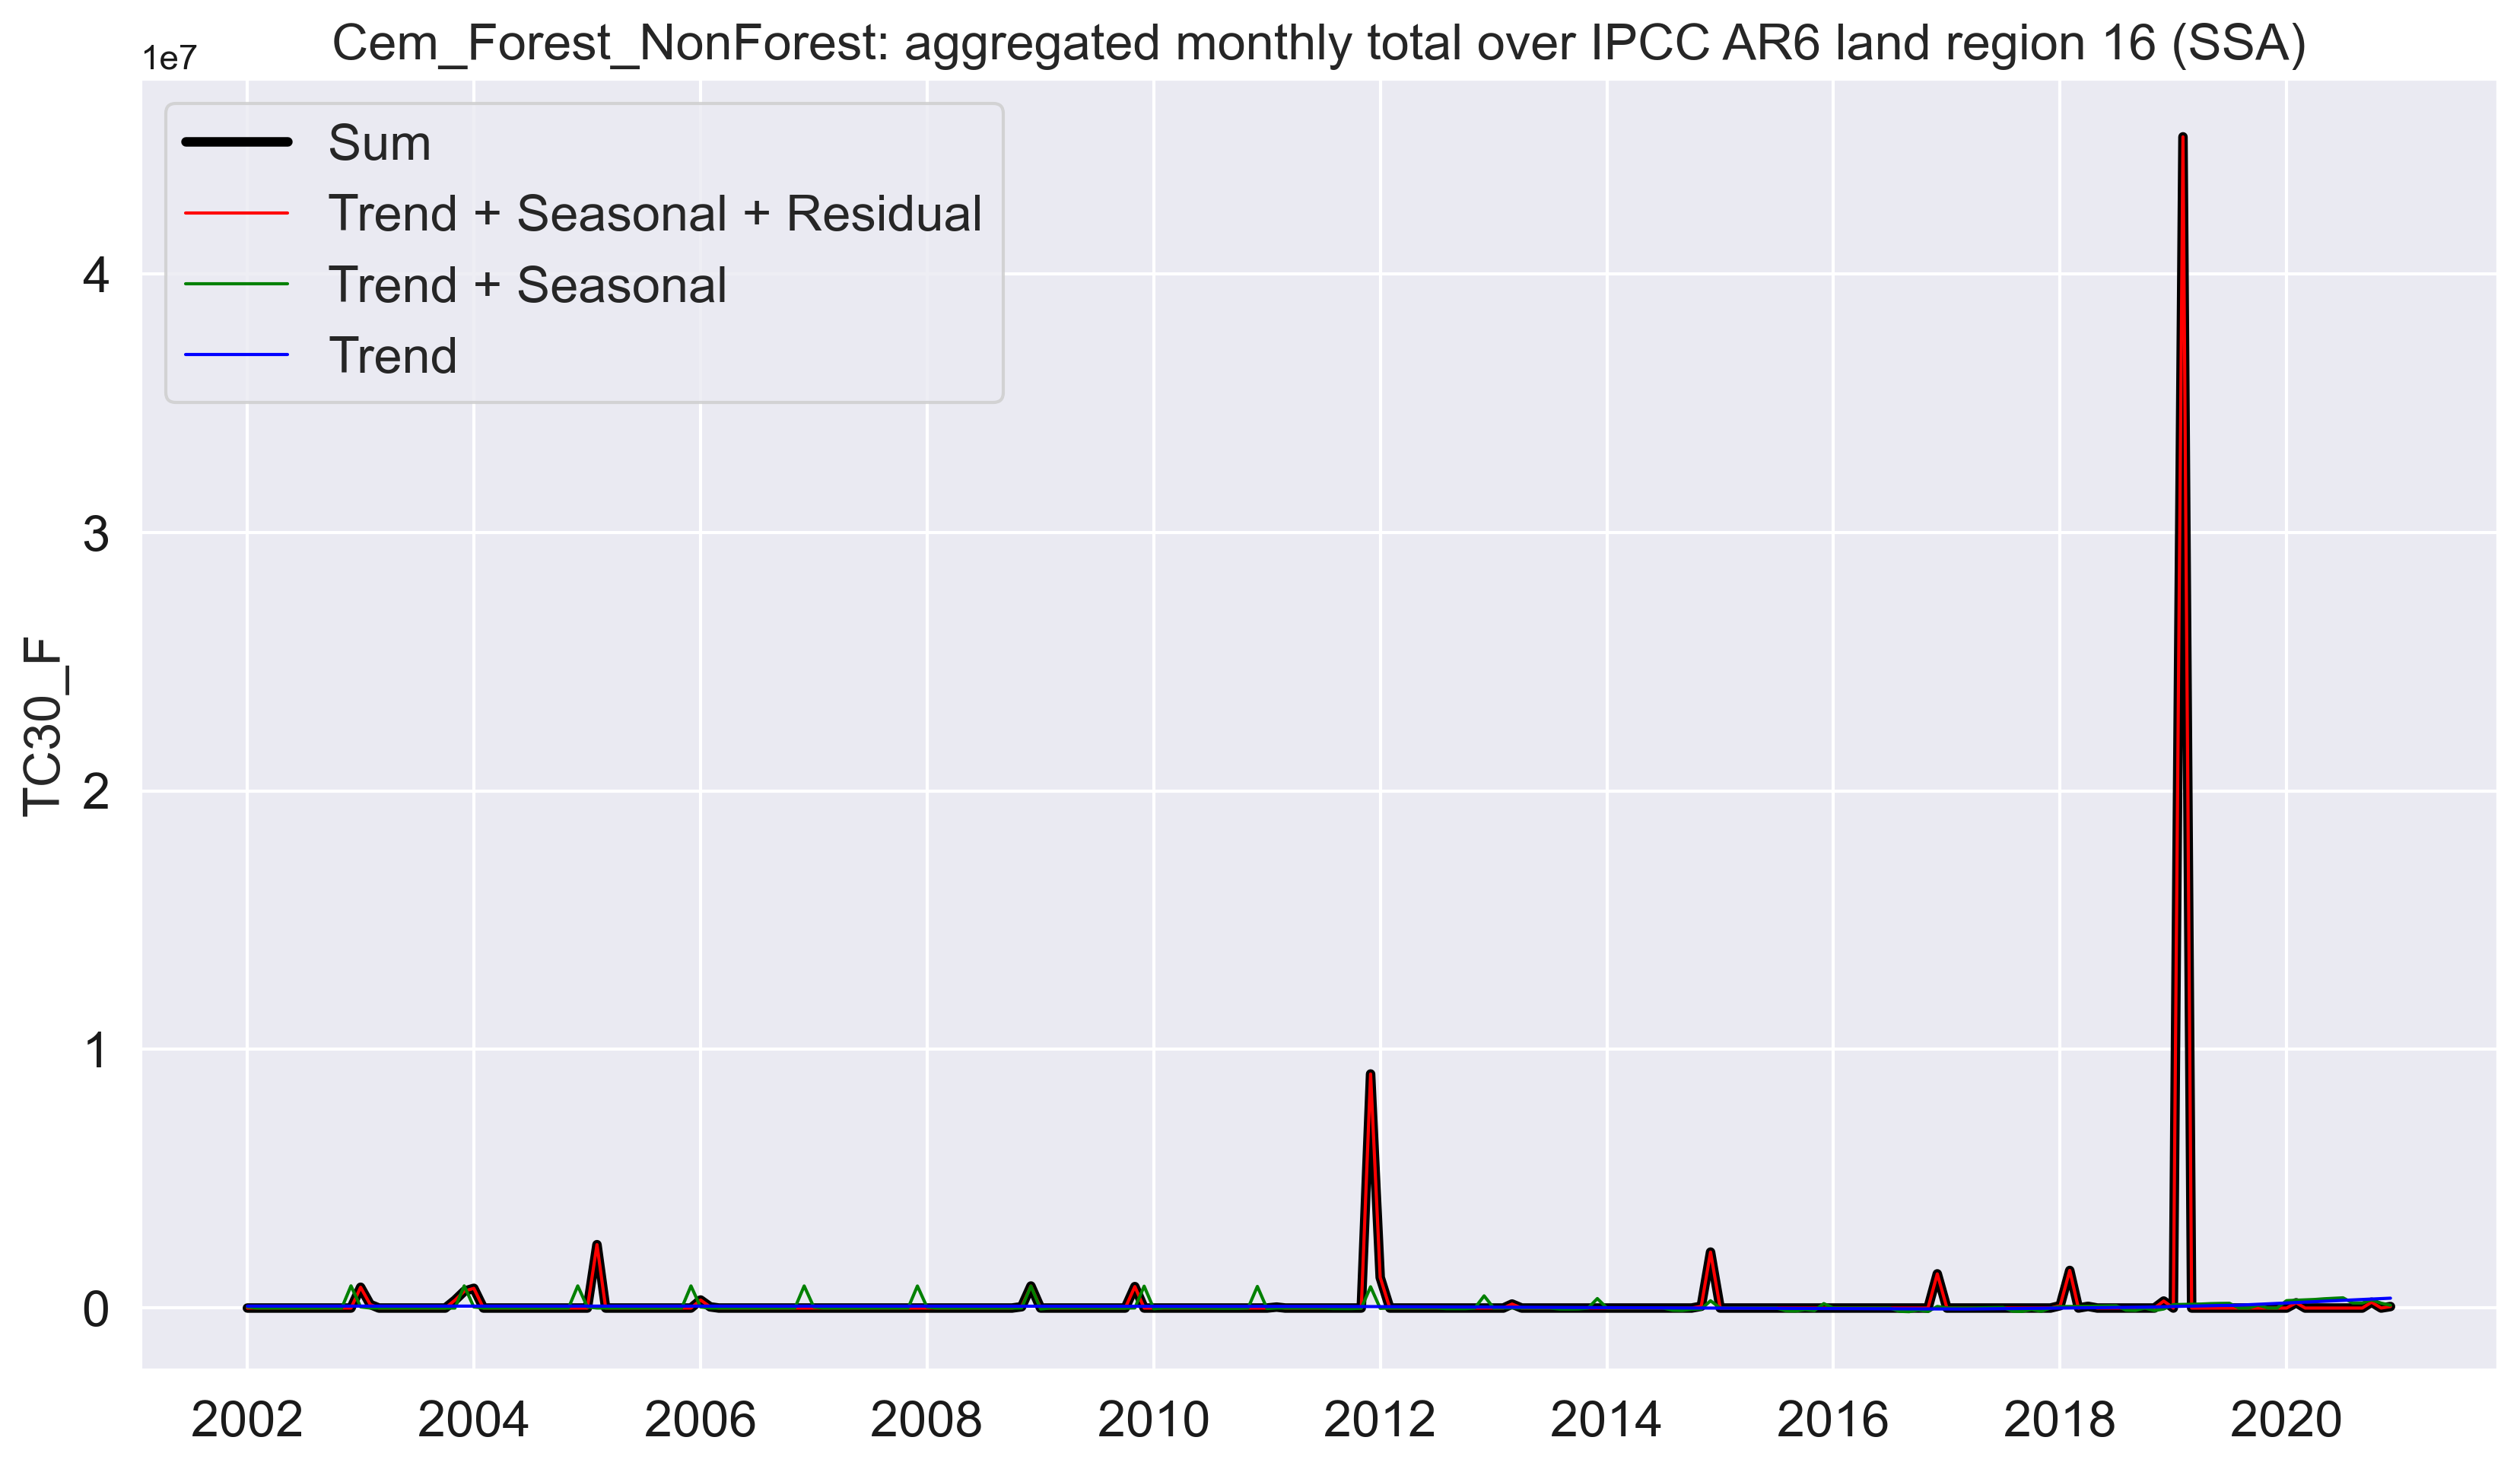 Cem_Forest_NonForest: aggregated monthly total over IPCC AR6 land region 16 (SSA)
1e7
Sum
Trend + Seasonal + Residual
Trend + Seasonal
Trend
TC30_F
4
3
2
1
0
2002 2004 2006 2008 2010 2012 2014 2016 2018 2020